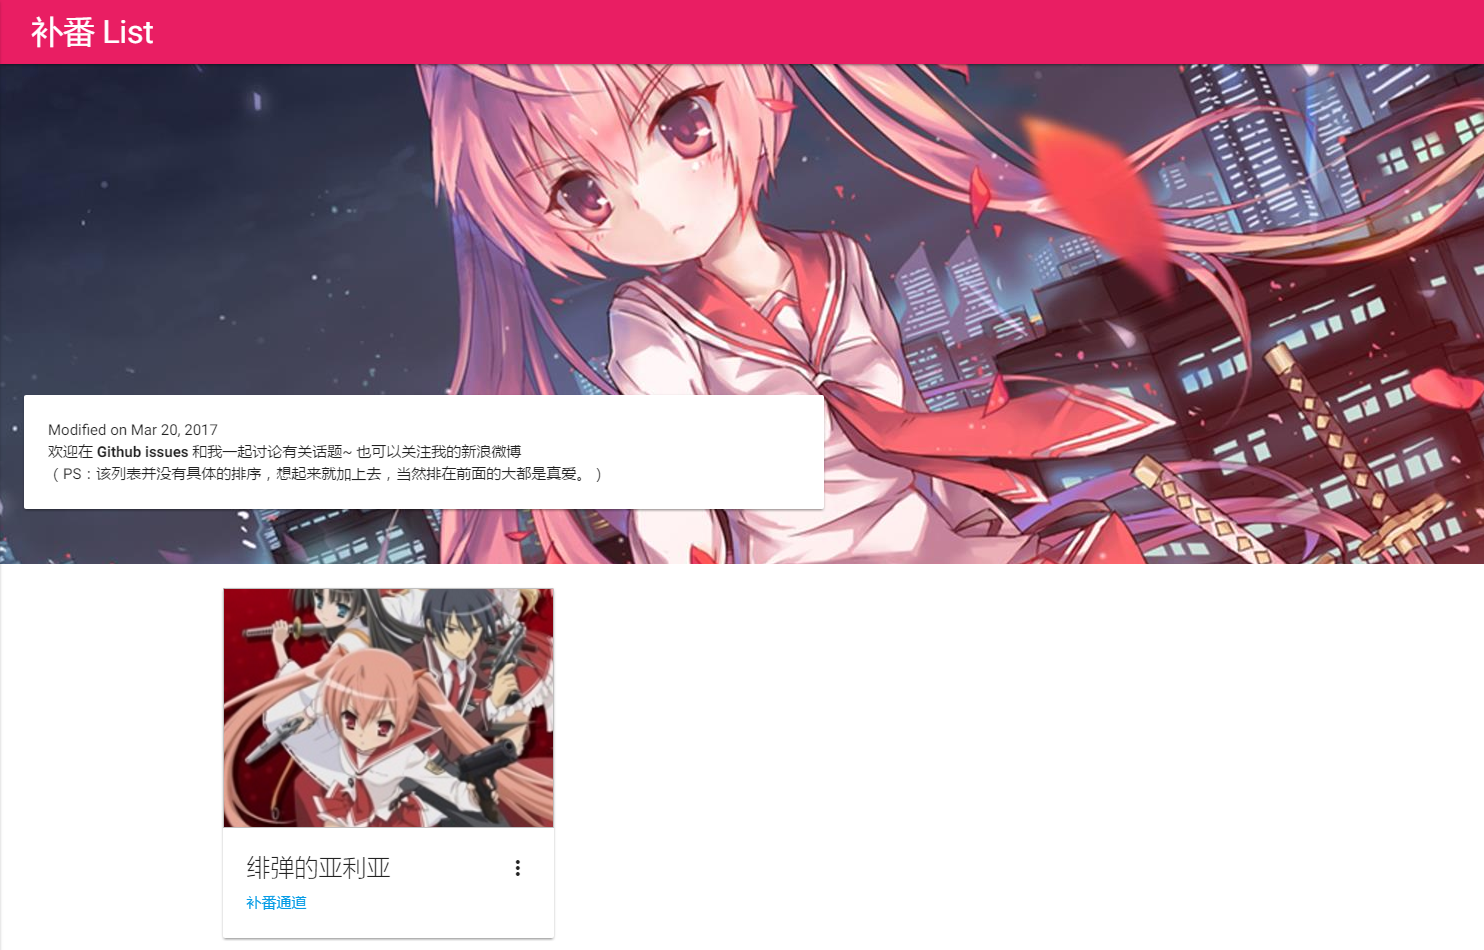 补番 List
Modified on Mar 20, 2017
欢迎在 Github issues 和我一起讨论有关话题~ 也可以关注我的新浪微博
（ PS：该列表并没有具体的排序，想起来就加上去，当然排在前面的大都是真爱。 ）
绯弹的亚利亚
补番通道